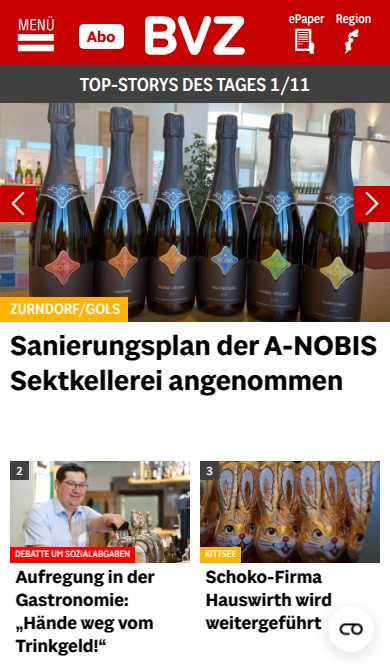 MENÜ
Abo
BVZ
ePaper
Region
TOP-STORYS DES TAGES 1/11
NOBIS
ZURNDORF/GOLS
Sanierungsplan der A-NOBIS
Sektkellerei angenommen
2
DEBATTE UM SOZIALABGABEN
Aufregung in der
Gastronomie:
„Hände weg vom
Trinkgeld!“
3
KITTSEE
Schoko-Firma
Hauswirth wird
weitergeführt